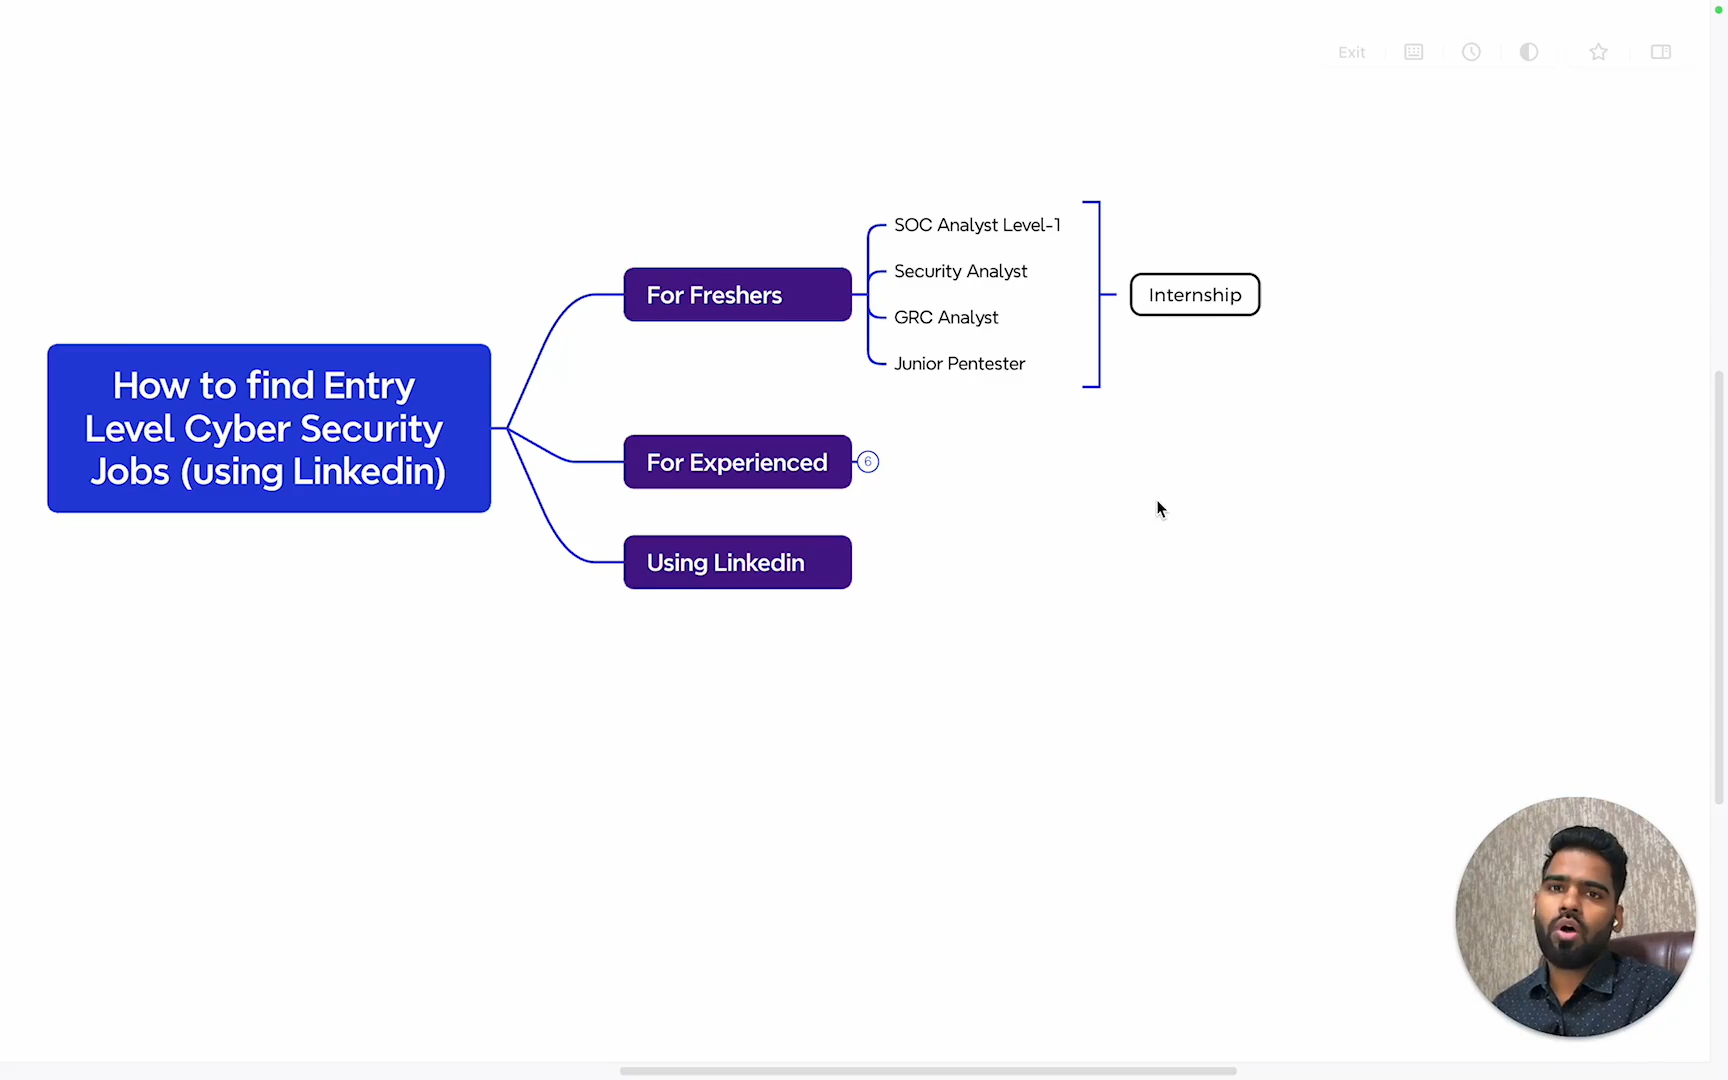 Exit
How to find Entry
Level Cyber Security
Jobs (using Linkedin)
For Freshers
SOC Analyst Level-1
Security Analyst
GRC Analyst
Junior Pentester
Internship
For Experienced
6
Using Linkedin